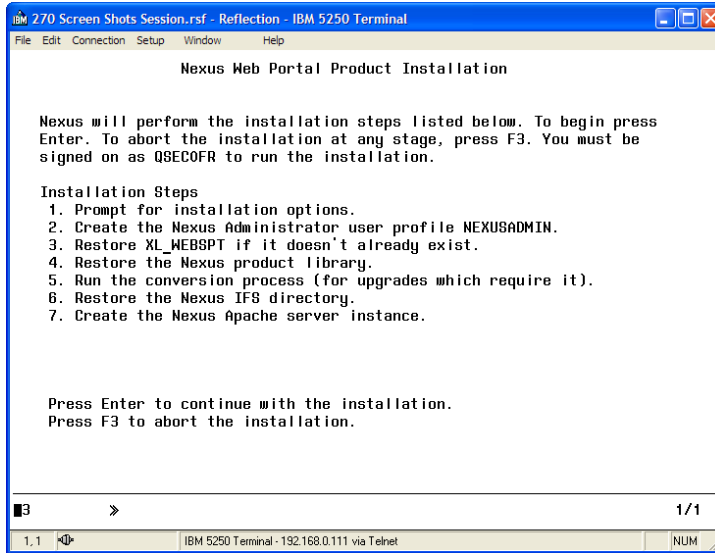 IBM 270 Screen Shots Session.rsf - Reflection - IBM 5250 Terminal
File Edit Connection Setup Window Help
Nexus Web Portal Product Installation
Nexus will perform the installation steps listed below. To begin press
Enter. To abort the installation at any stage, press F3. You must be
signed on as QSECOFR to run the installation.
Installation Steps
1. Prompt for installation options.
2. Create the Nexus Administrator user profile NEXUSADMIN.
3. Restore XL_WEBSPT if it doesn't already exist.
4. Restore the Nexus product library.
5. Run the conversion process (for upgrades which require it).
6. Restore the Nexus IFS directory.
7. Create the Nexus Apache server instance.
Press Enter to continue with the installation.
Press F3 to abort the installation.
3 » 1/1
1, 1 IBM 5250 Terminal - 192.168.0.111 via Telnet NUM